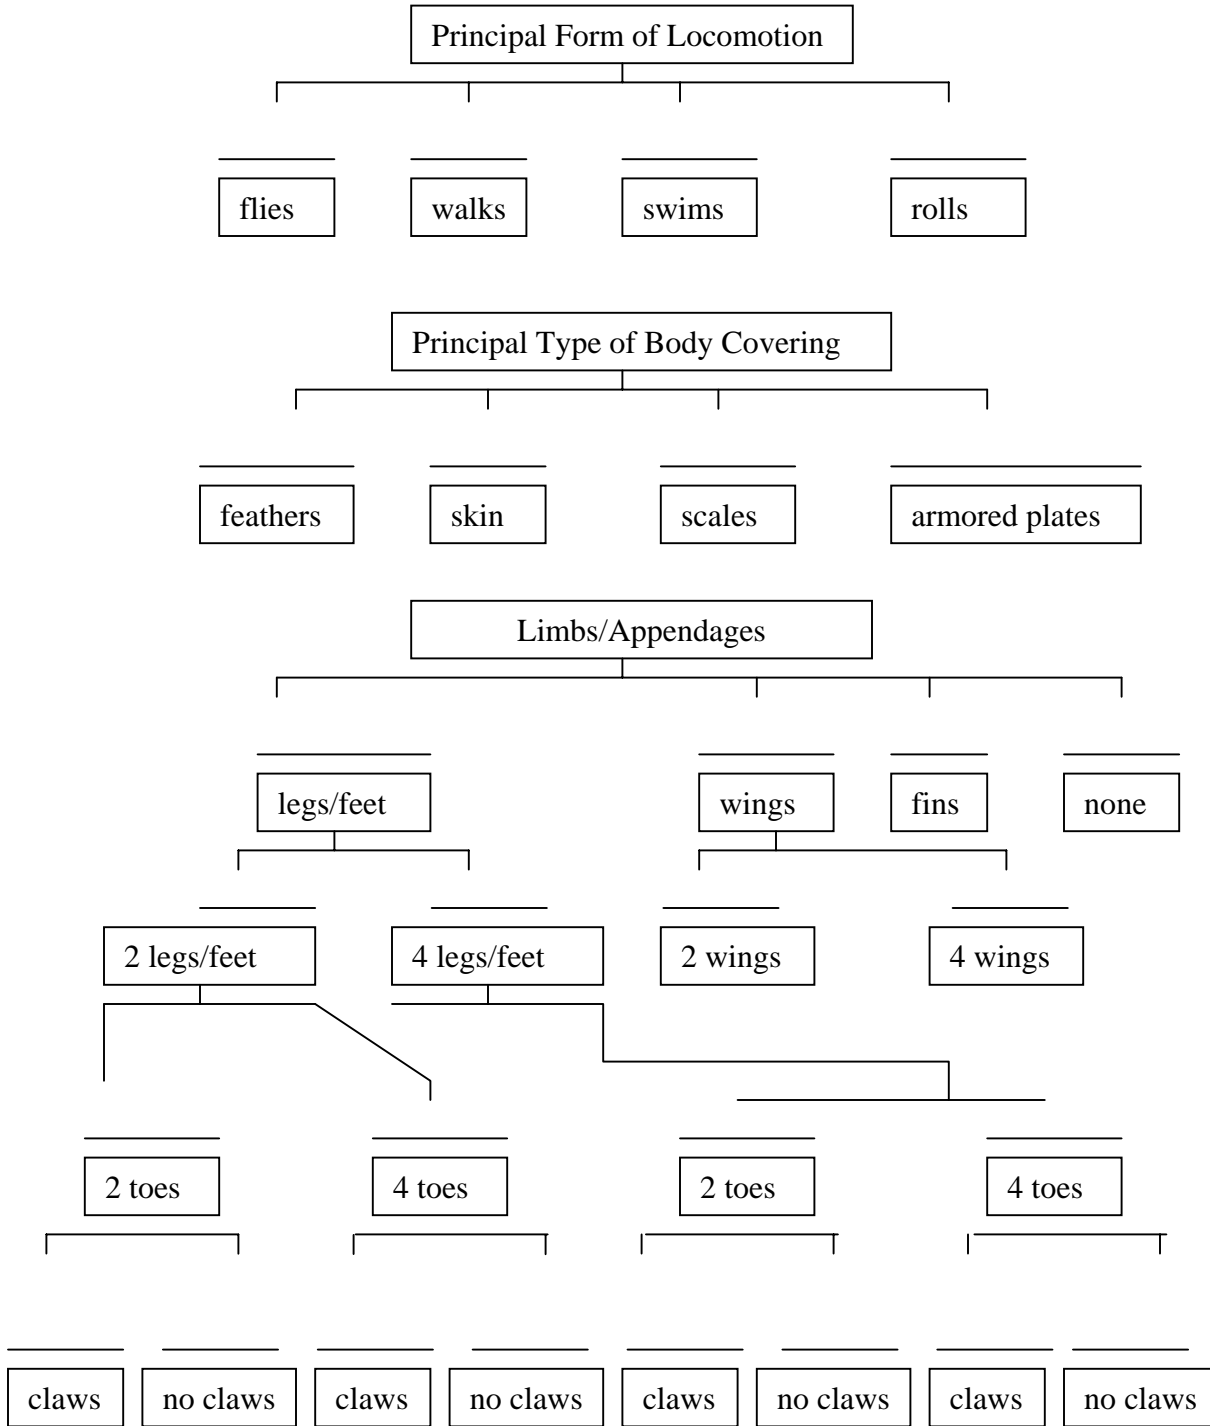 Principal Form of Locomotion
flies walks swims rolls
Principal Type of Body Covering
feathers skin scales armored plates
Limbs/Appendages
legs/feet wings fins none
2 legs/feet 4 legs/feet 2 wings 4 wings
2 toes 4 toes 2 toes 4 toes
claws no claws claws no claws claws no claws claws no claws